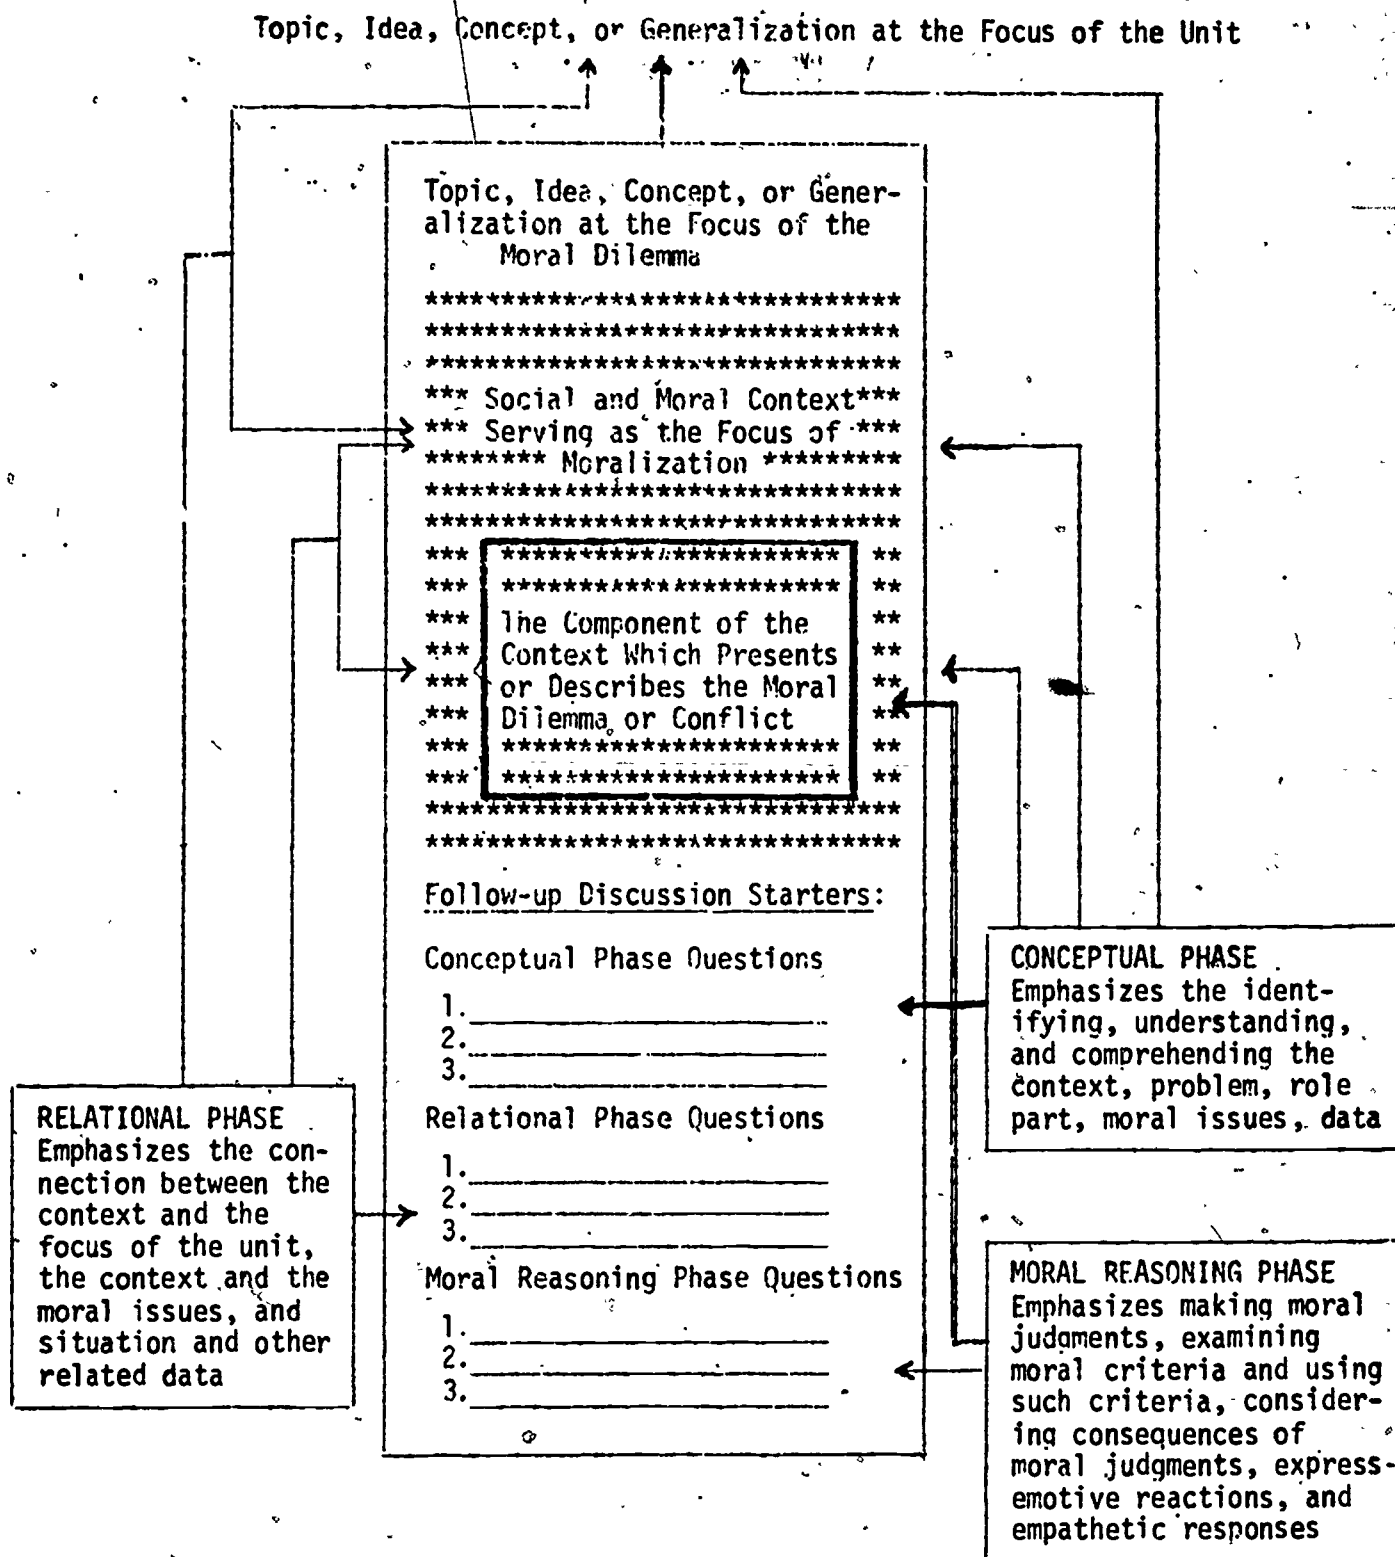 Topic, Idea, Concept, or Generalization at the Focus of the Unit
Topic, Idea, Concept, or Gener-
alization at the Focus of the
Moral Dilemma
*******************************
*******************************
*******************************
*** Social and Moral Context***
*** Serving as the Focus of ***
******** Moralization *********
*******************************
*******************************
*** ********************** **
*** ********************** **
*** The Component of the **
*** Context Which Presents **
*** or Describes the Moral **
*** Dilemma or Conflict **
*** ********************** **
*** ********************** **
*******************************
*******************************
Follow-up Discussion Starters:
Conceptual Phase Questions
1.
2.
3.
Relational Phase Questions
1.
2.
3.
Moral Reasoning Phase Questions
1.
2.
3.
RELATIONAL PHASE
Emphasizes the con-
nection between the
context and the
focus of the unit,
the context and the
moral issues, and
situation and other
related data
CONCEPTUAL PHASE
Emphasizes the ident-
ifying, understanding,
and comprehending the
context, problem, role
part, moral issues, data
MORAL REASONING PHASE
Emphasizes making moral
judgments, examining
moral criteria and using
such criteria, consider-
ing consequences of
moral judgments, express-
emotive reactions, and
empathetic responses